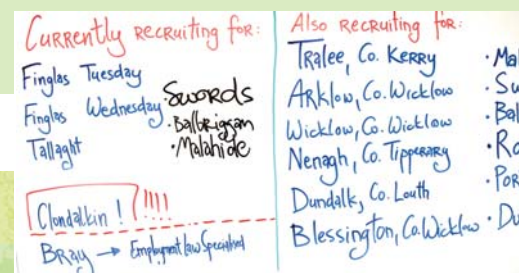 Currently recruiting for:
Finglas Tuesday
Finglas Wednesday
Tallaght
Swords
· Balbriggan
· Malahide
Clondalkin ! !!!!
Bray → Employment law Specialised
Also Recruiting for:
Tralee, Co. Kerry
Arklow, Co. Wicklow
Wicklow, Co. Wicklow
Nenagh, Co. Tipperary
Dundalk, Co. Louth
Blessington, Co. Wicklow